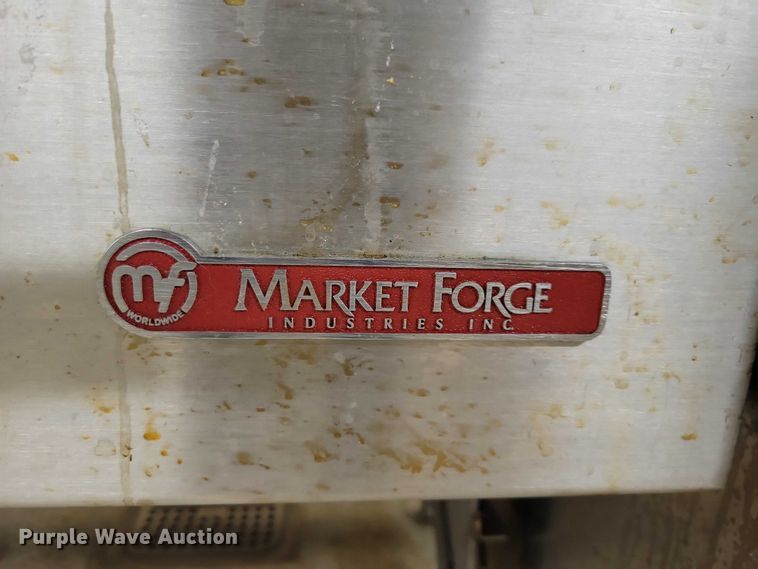 mf
WORLDWIDE
MARKET FORGE
INDUSTRIES INC.
Purple Wave Auction